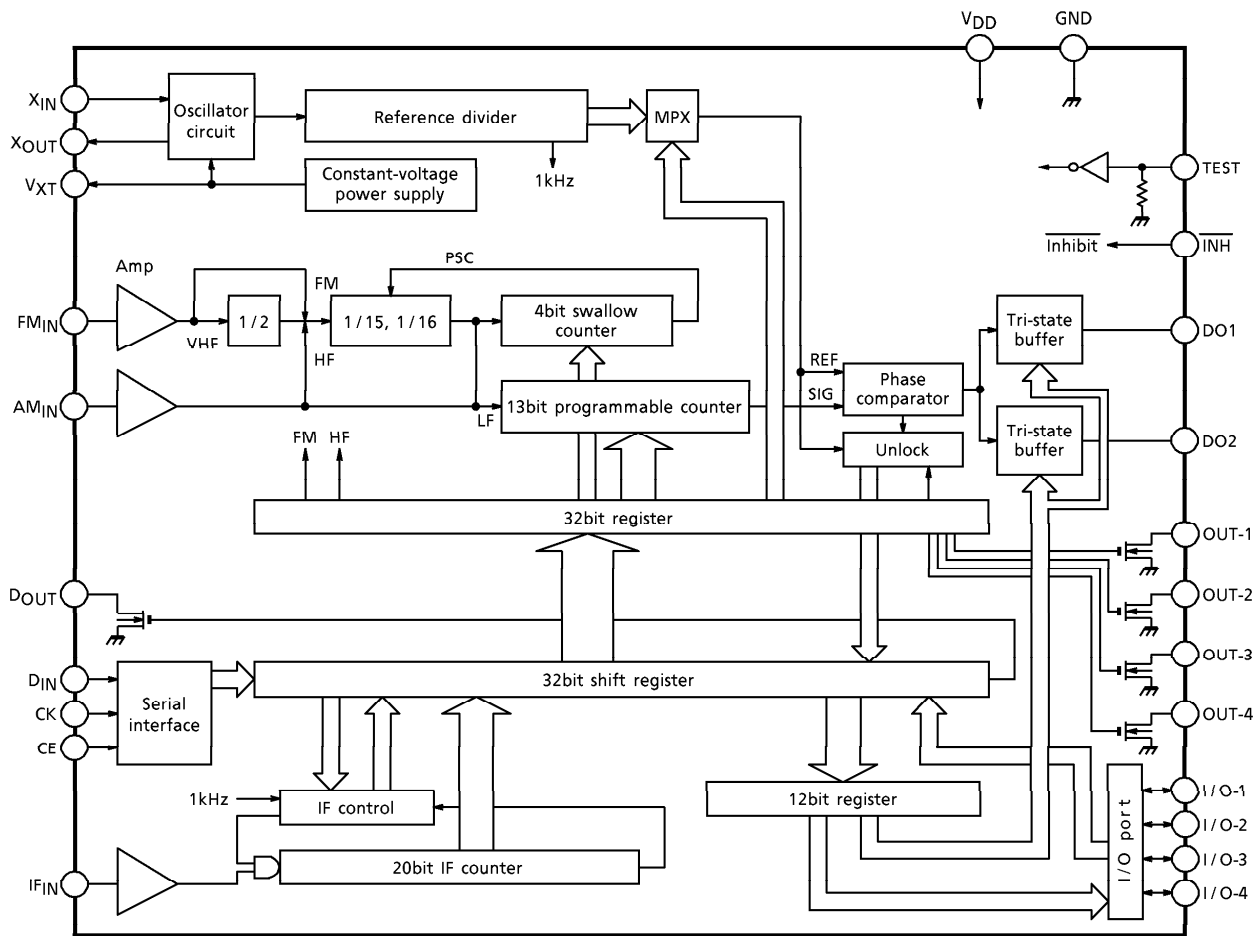 VDD
GND
XIN
XOUT
VXT
Oscillator
circuit
Reference divider
MPX
1kHz
Constant-voltage
power supply
TEST
Inhibit
INH
Amp
FMIN
VHF
1/2
FM
HF
PSC
1/15, 1/16
4bit swallow
counter
AMIN
LF
13bit programmable counter
REF
SIG
Phase
comparator
Unlock
Tri-state
buffer
DO1
Tri-state
buffer
DO2
FM
HF
32bit register
OUT-1
OUT-2
OUT-3
OUT-4
DOUT
DIN
CK
CE
Serial
interface
32bit shift register
1kHz
IF control
12bit register
I/O port
I/O-1
I/O-2
I/O-3
I/O-4
IFIN
20bit IF counter